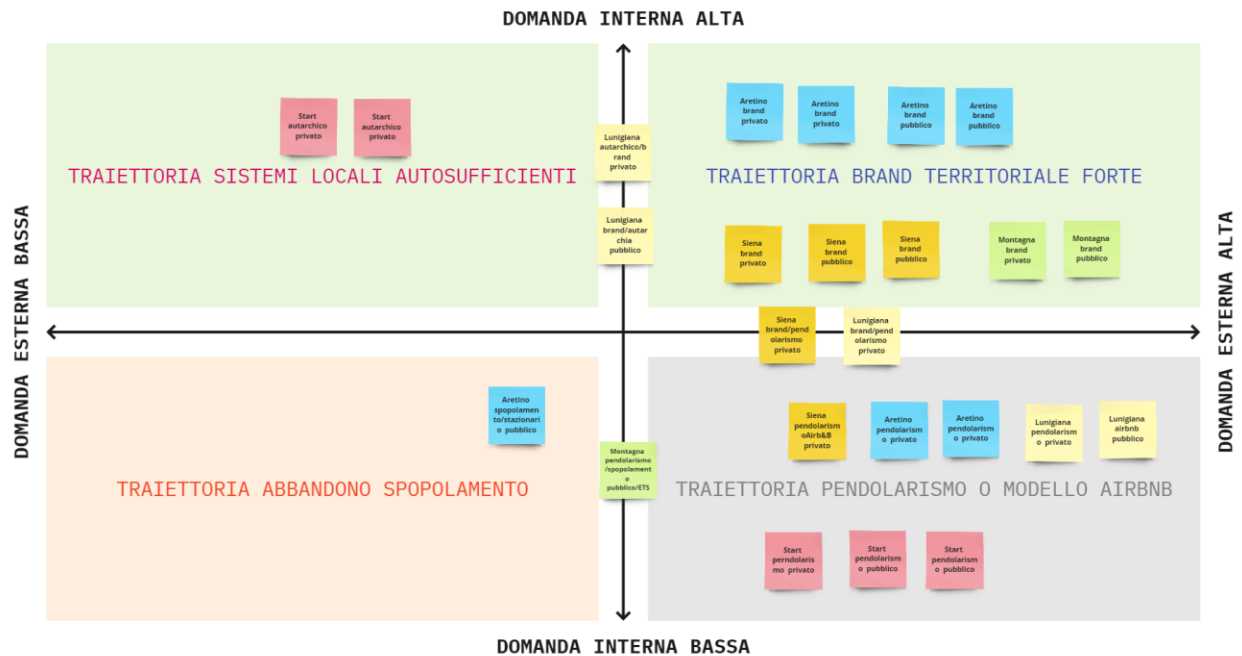 DOMANDA INTERNA ALTA
Start
autarchico
privato
Start
autarchico
privato
Lunigiana
autarchico/b
rand
privato
Aretino
brand
privato
Aretino
brand
privato
Aretino
brand
pubblico
Aretino
brand
pubblico
TRAIETTORIA SISTEMI LOCALI AUTOSUFFICIENTI
TRAIETTORIA BRAND TERRITORIALE FORTE
Lunigiana
brand/autar
chia
pubblico
Siena
brand
privato
Siena
brand
pubblico
Siena
brand
pubblico
Montagna
brand
privato
Montagna
brand
pubblico
DOMANDA ESTERNA BASSA
DOMANDA ESTERNA ALTA
Siena
brand/pend
olarismo
privato
Lunigiana
brand/pend
olarismo
privato
Aretino
spopolamen
to/stazionari
o pubblico
Siena
pendolarism
oAirb&B
privato
Aretino
pendolarism
o privato
Aretino
pendolarism
o privato
Lunigiana
pendolarism
o privato
Lunigiana
airbnb
pubblico
Montagna
pendolarismo
/spopolament
o
pubblico/ETS
TRAIETTORIA ABBANDONO SPOPOLAMENTO
TRAIETTORIA PENDOLARISMO O MODELLO AIRBNB
Start
perndolaris
mo privato
Start
pendolarism
o pubblico
Start
pendolarism
o pubblico
DOMANDA INTERNA BASSA